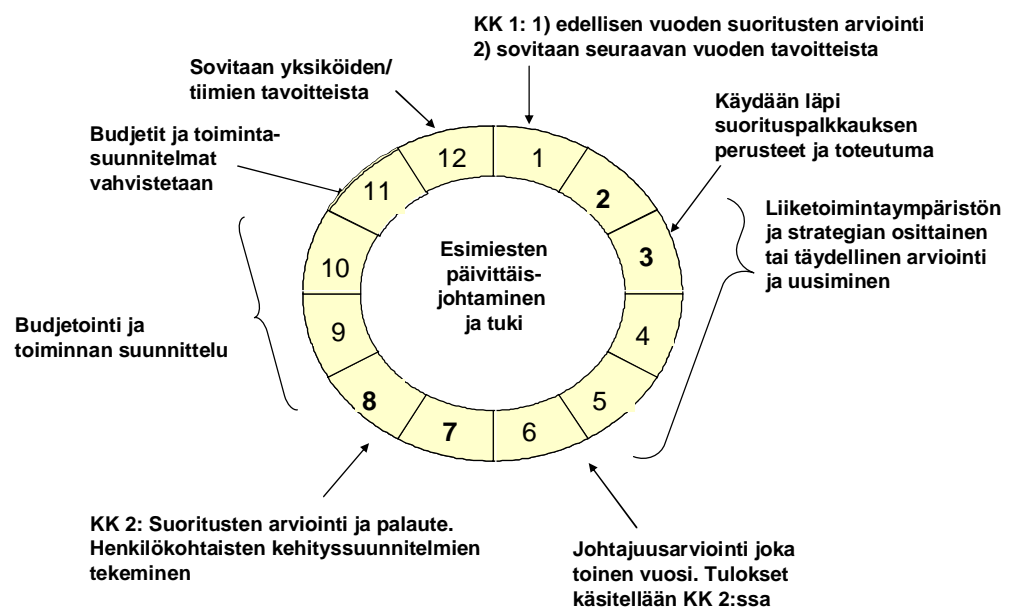 KK 1: 1) edellisen vuoden suoritusten arviointi
2) sovitaan seuraavan vuoden tavoitteista
Sovitaan yksiköiden/
tiimien tavoitteista
Käydään läpi
suorituspalkkauksen
perusteet ja toteutuma
Budjetit ja toiminta-
suunnitelmat
vahvistetaan
Liiketoimintaympäristön
ja strategian osittainen
tai täydellinen arviointi
ja uusiminen
12
1
11
2
10
3
9
4
8
5
7
6
Esimiesten
päivittäis-
johtaminen
ja tuki
Budjetointi ja
toiminnan suunnittelu
KK 2: Suoritusten arviointi ja palaute.
Henkilökohtaisten kehityssuunnitelmien
tekeminen
Johtajuusarviointi joka
toinen vuosi. Tulokset
käsitellään KK 2:ssa